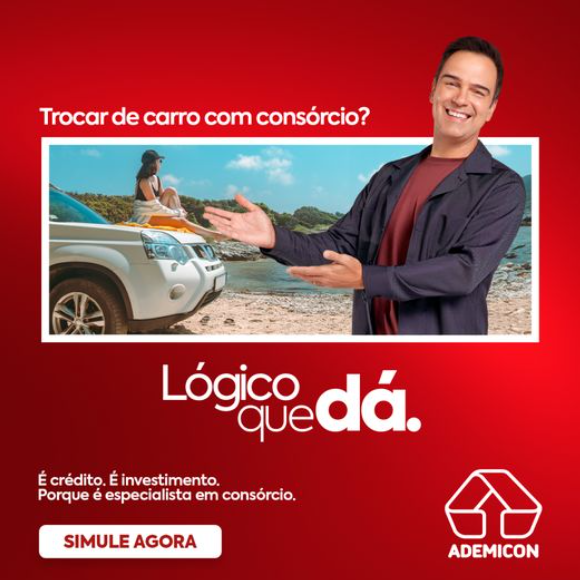 Trocar de carro com consórcio?
Lógico
que dá.
É crédito. É investimento.
Porque é especialista em consórcio.
SIMULE AGORA
ADEMICON